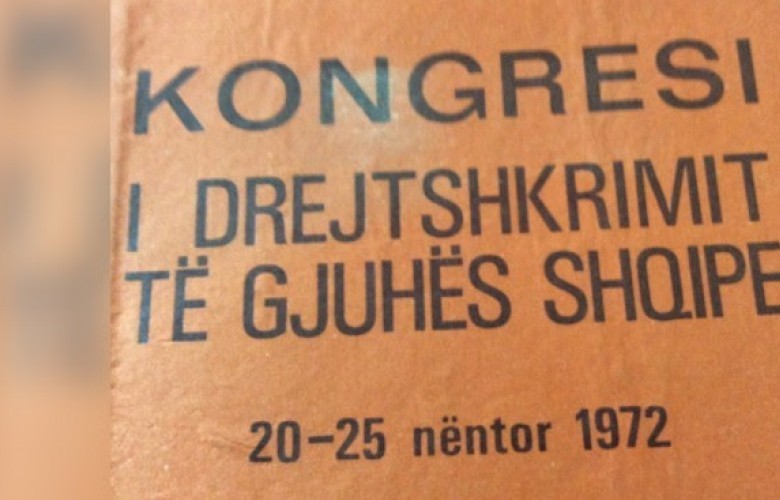 KONGRESI
I DREJTSHKRIMIT
TË GJUHËS SHQIPE
20-25 nëntor 1972